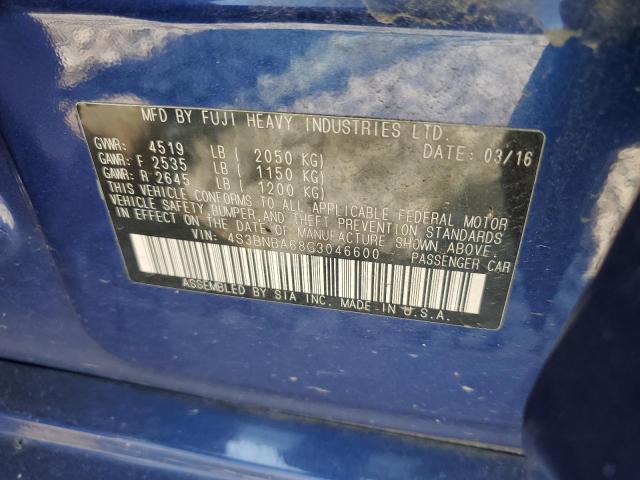 MFD BY FUJI HEAVY INDUSTRIES LTD.
GVWR: 4519 LB ( 2050 KG) DATE: 03/16
GAWR: F 2535 LB ( 1150 KG)
GAWR: R 2645 LB ( 1200 KG)
THIS VEHICLE CONFORMS TO ALL APPLICABLE FEDERAL MOTOR
VEHICLE SAFETY, BUMPER, AND THEFT PREVENTION STANDARDS
IN EFFECT ON THE DATE OF MANUFACTURE SHOWN ABOVE.
VIN: 4S3BNBA68G3046600 PASSENGER CAR
ASSEMBLED BY SIA INC. MADE IN U.S.A.